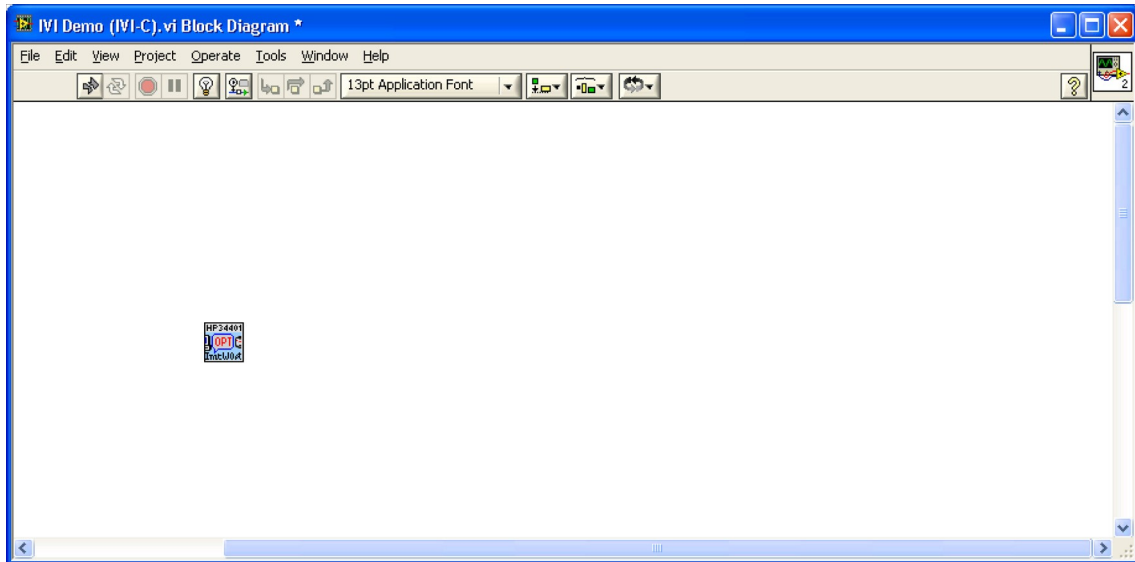 IVI Demo (IVI-C).vi Block Diagram *
File Edit View Project Operate Tools Window Help
13pt Application Font
?
2
HP34401
OPT
InitWOpt